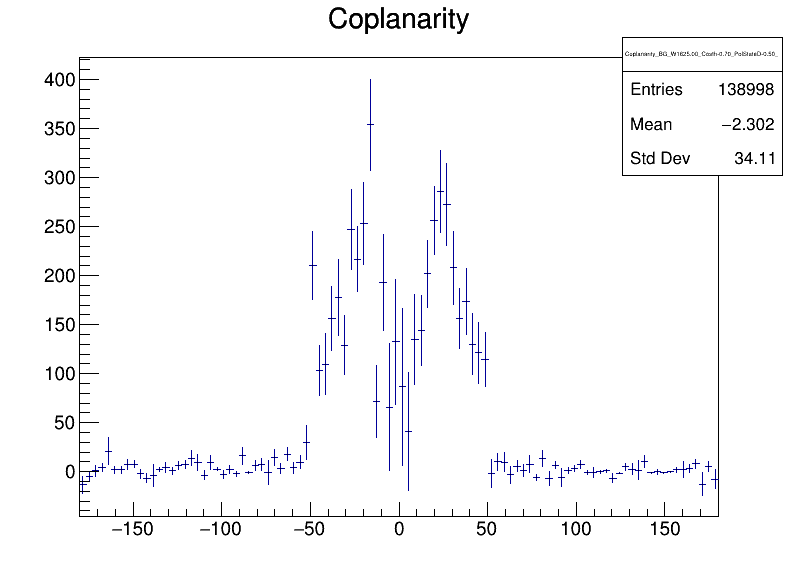 Coplanarity
Coplanarity_BG_W1625.00_Costh-0.70_PolStateD-0.50_
Entries 138998
Mean −2.302
Std Dev 34.11
400
350
300
250
200
150
100
50
0
−150 −100 −50 0 50 100 150